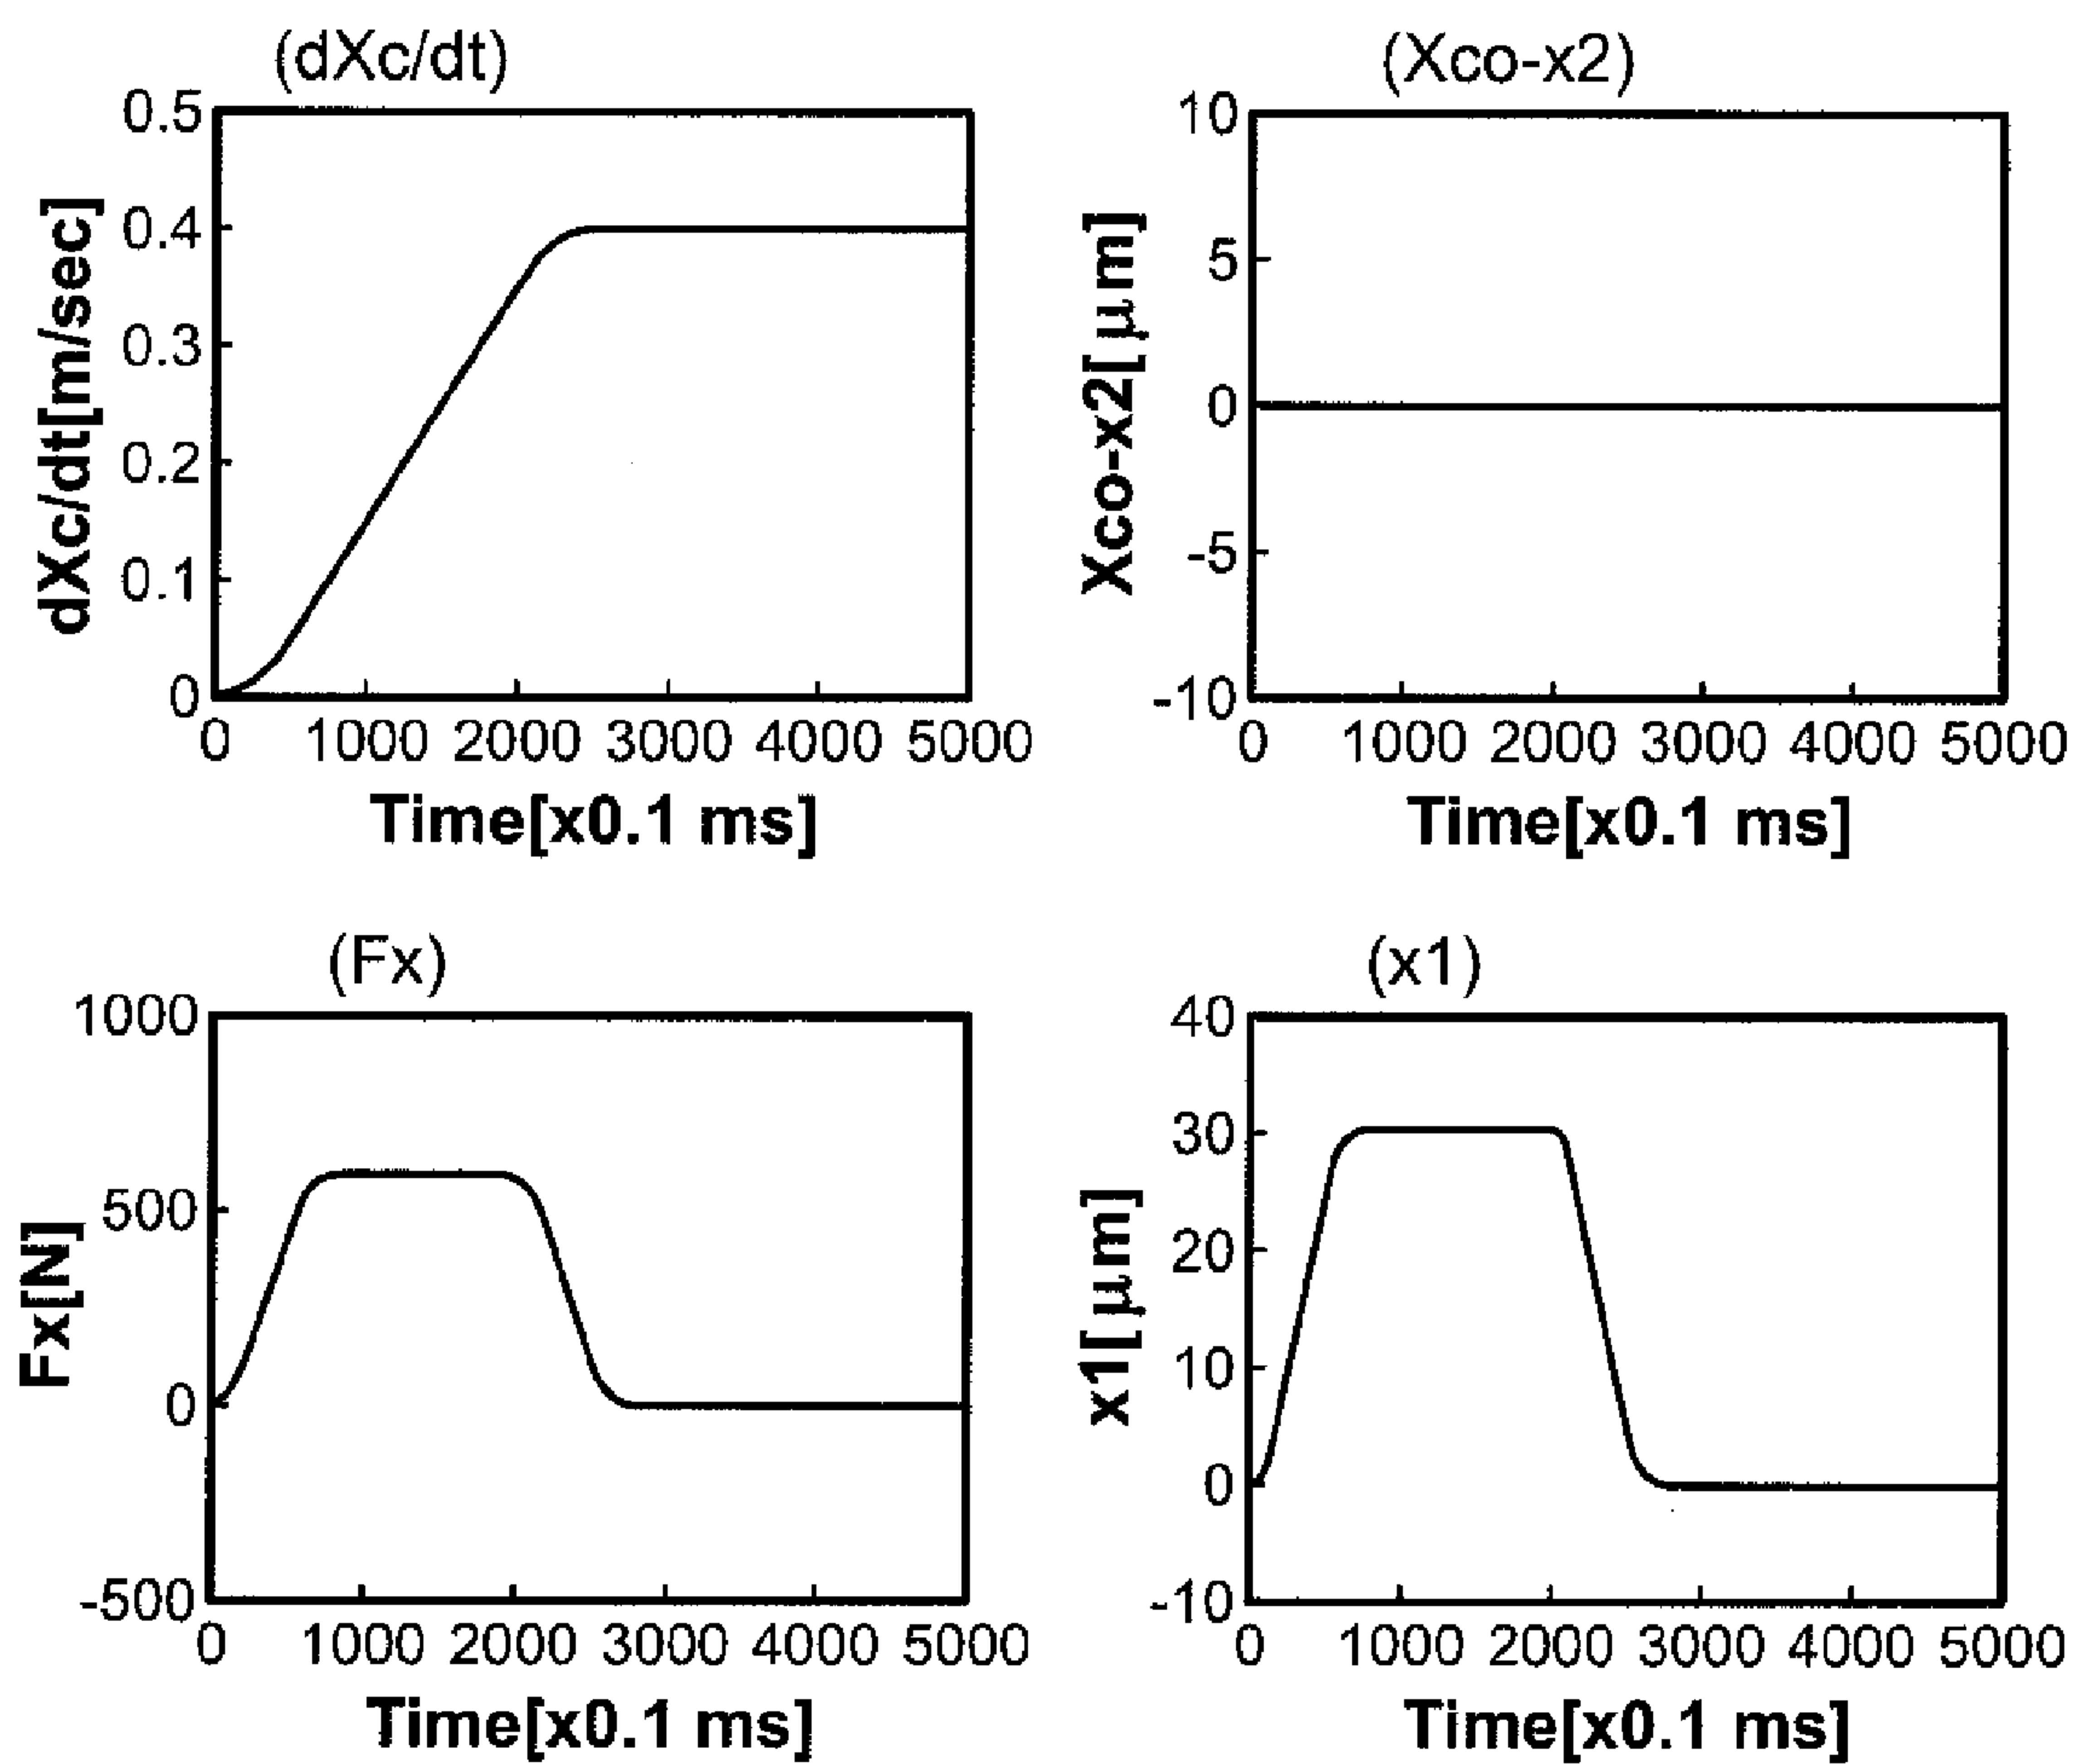 (dXc/dt)
0.5
0.4
0.3
0.2
0.1
0
dXc/dt[m/sec]
0 1000 2000 3000 4000 5000
Time[x0.1 ms]
(Xco-x2)
10
5
0
-5
-10
Xco-x2[μm]
0 1000 2000 3000 4000 5000
Time[x0.1 ms]
(Fx)
1000
500
0
-500
Fx[N]
0 1000 2000 3000 4000 5000
Time[x0.1 ms]
(x1)
40
30
20
10
0
-10
x1[μm]
0 1000 2000 3000 4000 5000
Time[x0.1 ms]